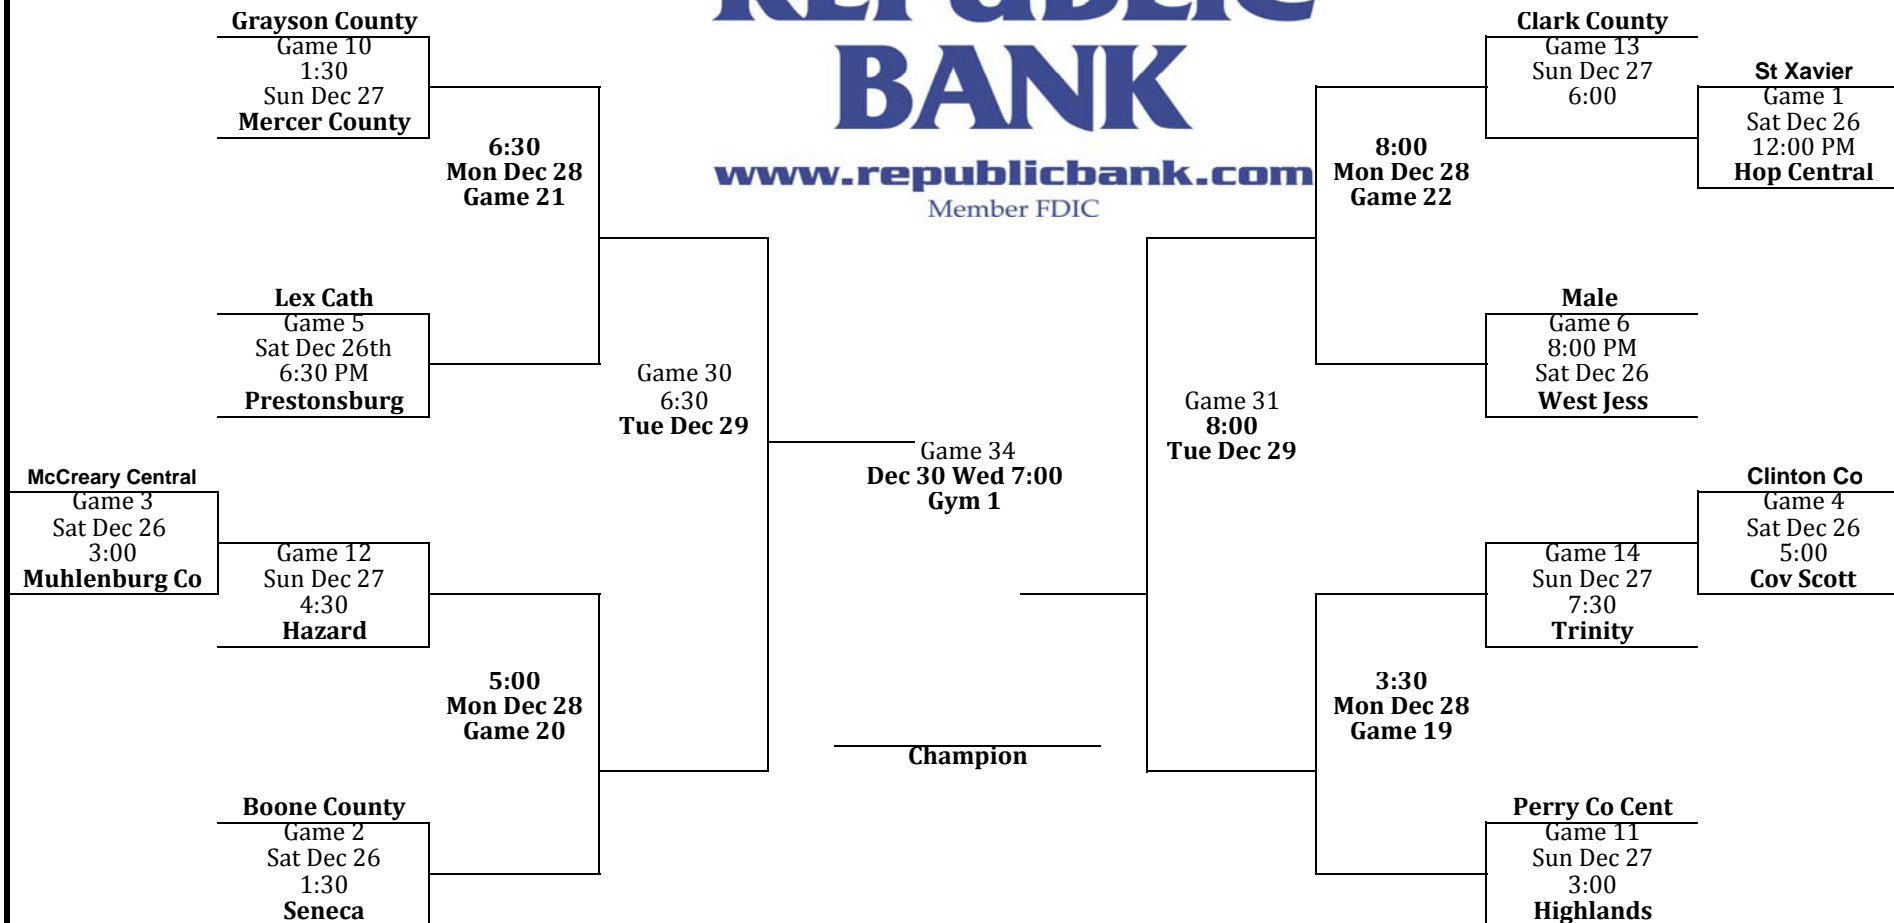 Grayson County
Game 10
1:30
Sun Dec 27
Mercer County
6:30
Mon Dec 28
Game 21
Lex Cath
Game 5
Sat Dec 26th
6:30 PM
Prestonsburg
Game 30
6:30
Tue Dec 29
McCreary Central
Game 3
Sat Dec 26
3:00
Muhlenburg Co
Game 12
Sun Dec 27
4:30
Hazard
5:00
Mon Dec 28
Game 20
Boone County
Game 2
Sat Dec 26
1:30
Seneca
REPUBLIC
BANK
www.republicbank.com
Member FDIC
Game 34
Dec 30 Wed 7:00
Gym 1
Champion
Clark County
Game 13
Sun Dec 27
6:00
St Xavier
Game 1
Sat Dec 26
12:00 PM
Hop Central
8:00
Mon Dec 28
Game 22
Male
Game 6
8:00 PM
Sat Dec 26
West Jess
Game 31
8:00
Tue Dec 29
Clinton Co
Game 4
Sat Dec 26
5:00
Cov Scott
Game 14
Sun Dec 27
7:30
Trinity
3:30
Mon Dec 28
Game 19
Perry Co Cent
Game 11
Sun Dec 27
3:00
Highlands